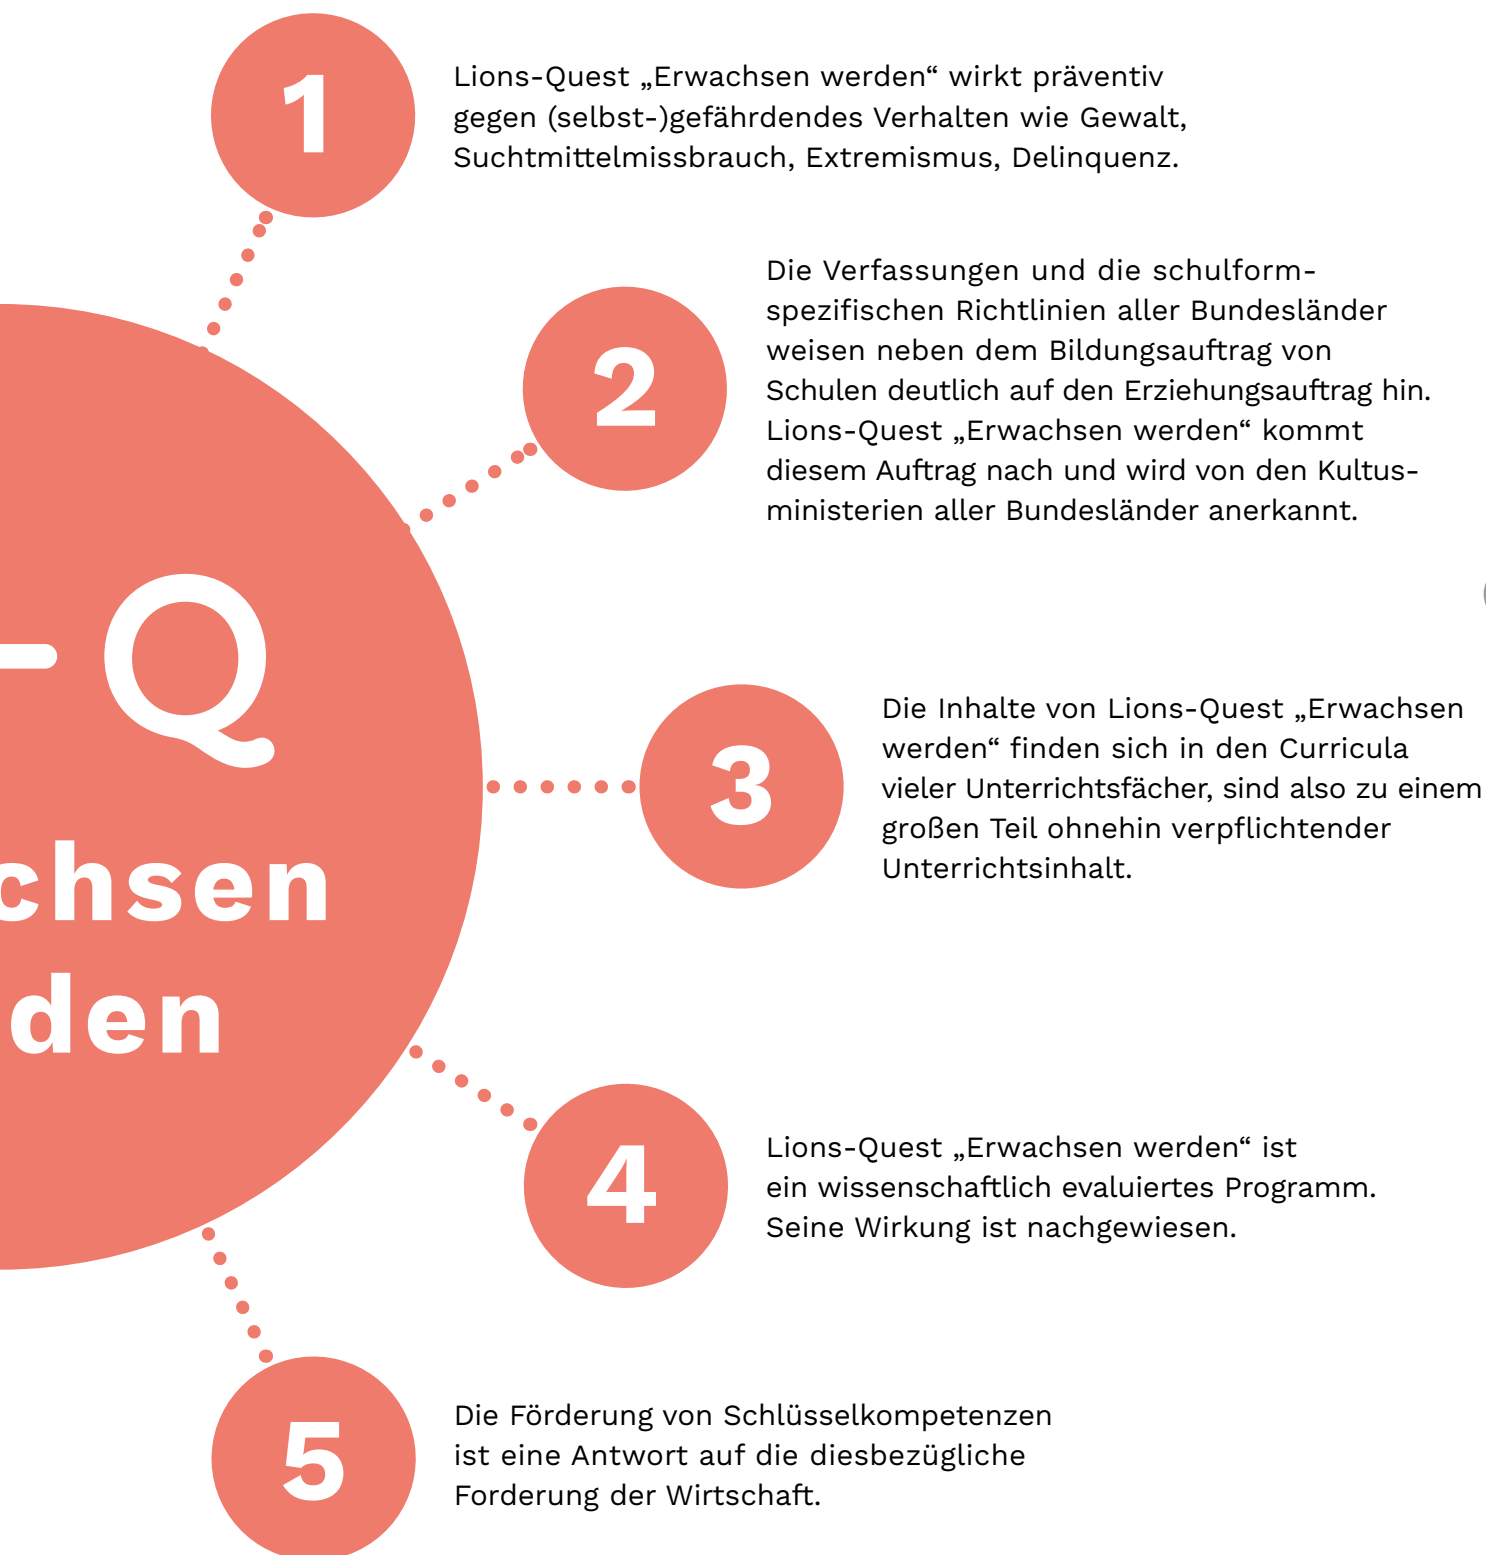 1
Lions-Quest „Erwachsen werden“ wirkt präventiv
gegen (selbst-)gefährdendes Verhalten wie Gewalt,
Suchtmittelmissbrauch, Extremismus, Delinquenz.
2
Die Verfassungen und die schulform-
spezifischen Richtlinien aller Bundesländer
weisen neben dem Bildungsauftrag von
Schulen deutlich auf den Erziehungsauftrag hin.
Lions-Quest „Erwachsen werden“ kommt
diesem Auftrag nach und wird von den Kultus-
ministerien aller Bundesländer anerkannt.
-Q
chsen
den
3
Die Inhalte von Lions-Quest „Erwachsen
werden“ finden sich in den Curricula
vieler Unterrichtsfächer, sind also zu einem
großen Teil ohnehin verpflichtender
Unterrichtsinhalt.
4
Lions-Quest „Erwachsen werden“ ist
ein wissenschaftlich evaluiertes Programm.
Seine Wirkung ist nachgewiesen.
5
Die Förderung von Schlüsselkompetenzen
ist eine Antwort auf die diesbezügliche
Forderung der Wirtschaft.